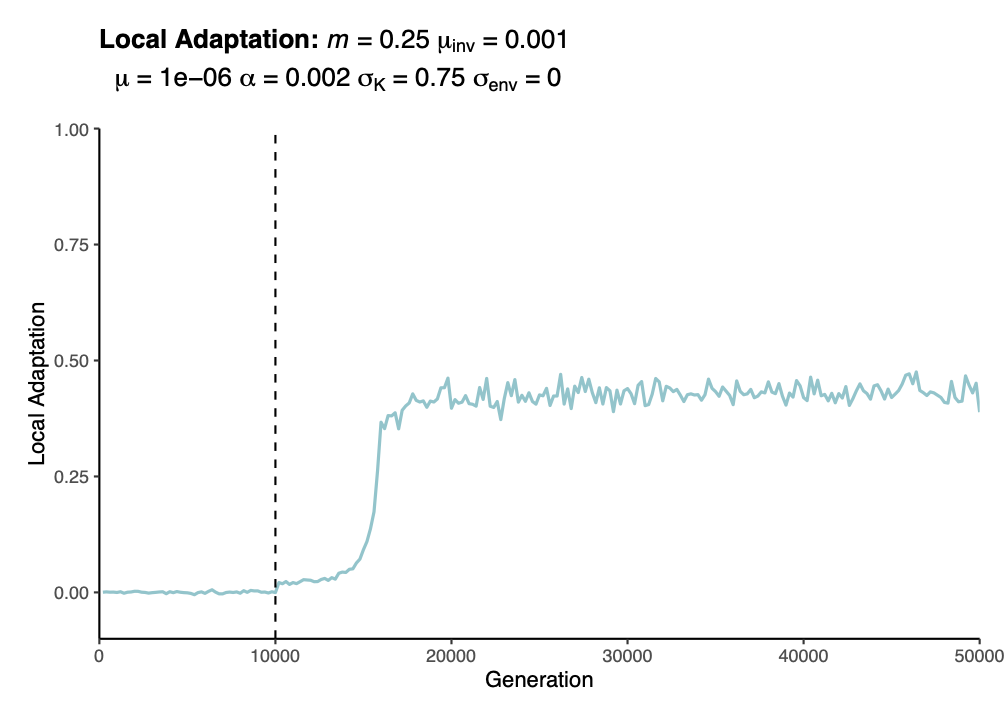 Local Adaptation: m = 0.25 μinv = 0.001
μ = 1e−06 α = 0.002 σK = 0.75 σenv = 0
1.00
0.75
0.50
0.25
0.00
Local Adaptation
0 10000 20000 30000 40000 50000
Generation